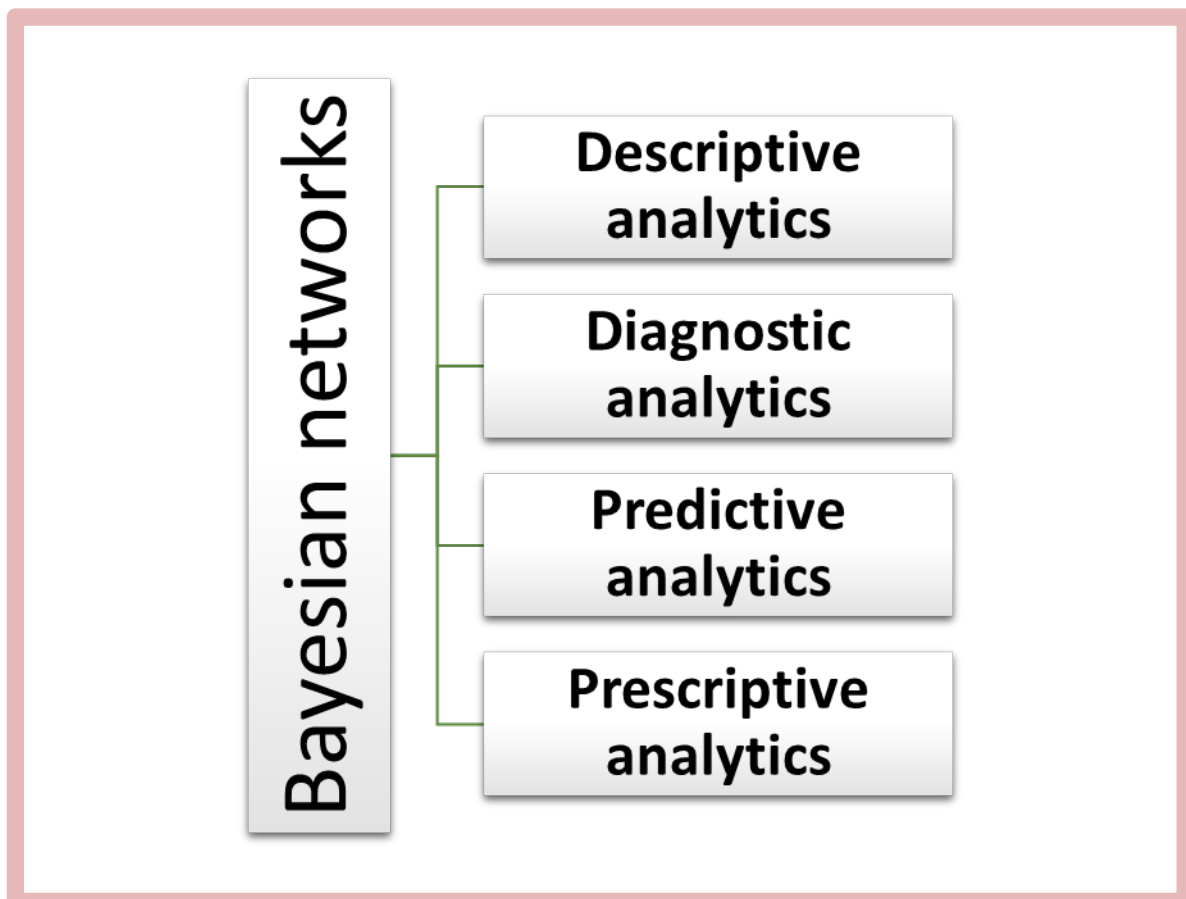 Bayesian networks
Descriptive
analytics
Diagnostic
analytics
Predictive
analytics
Prescriptive
analytics